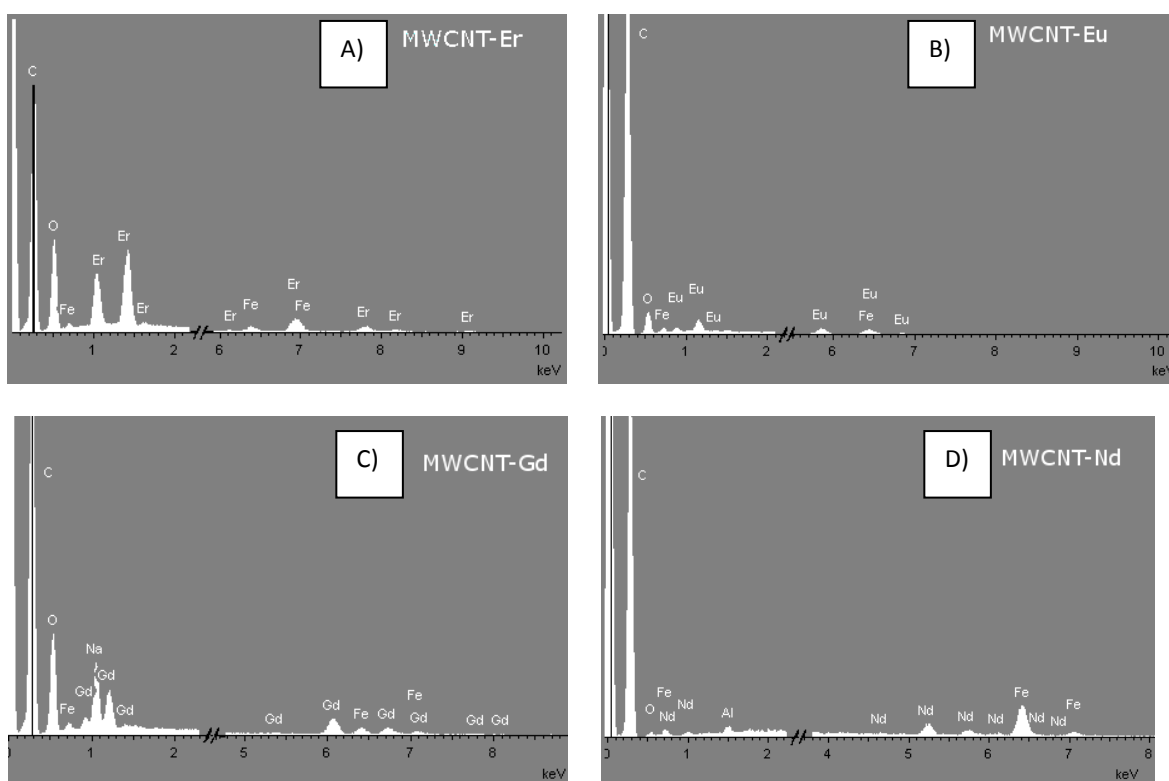 A)
MWCNT-Er
C
O
Fe
Er
Er
Er
Er
Fe
Er
Fe
Er
Er
Er
1 2 6 7 8 9 10
keV
B)
MWCNT-Eu
C
O
Fe
Eu
Eu
Eu
Eu
Eu
Fe
Eu
0 1 2 6 7 8 9 10
keV
C)
MWCNT-Gd
C
O
Fe
Gd
Na
Gd
Gd
Gd
Gd
Fe
Gd
Fe
Gd
Gd
Gd
0 1 2 5 6 7 8
keV
D)
MWCNT-Nd
C
O
Fe
Nd
Nd
Al
Nd
Nd
Nd
Nd
Fe
Nd
Nd
Fe
0 1 2 4 5 6 7 8
keV